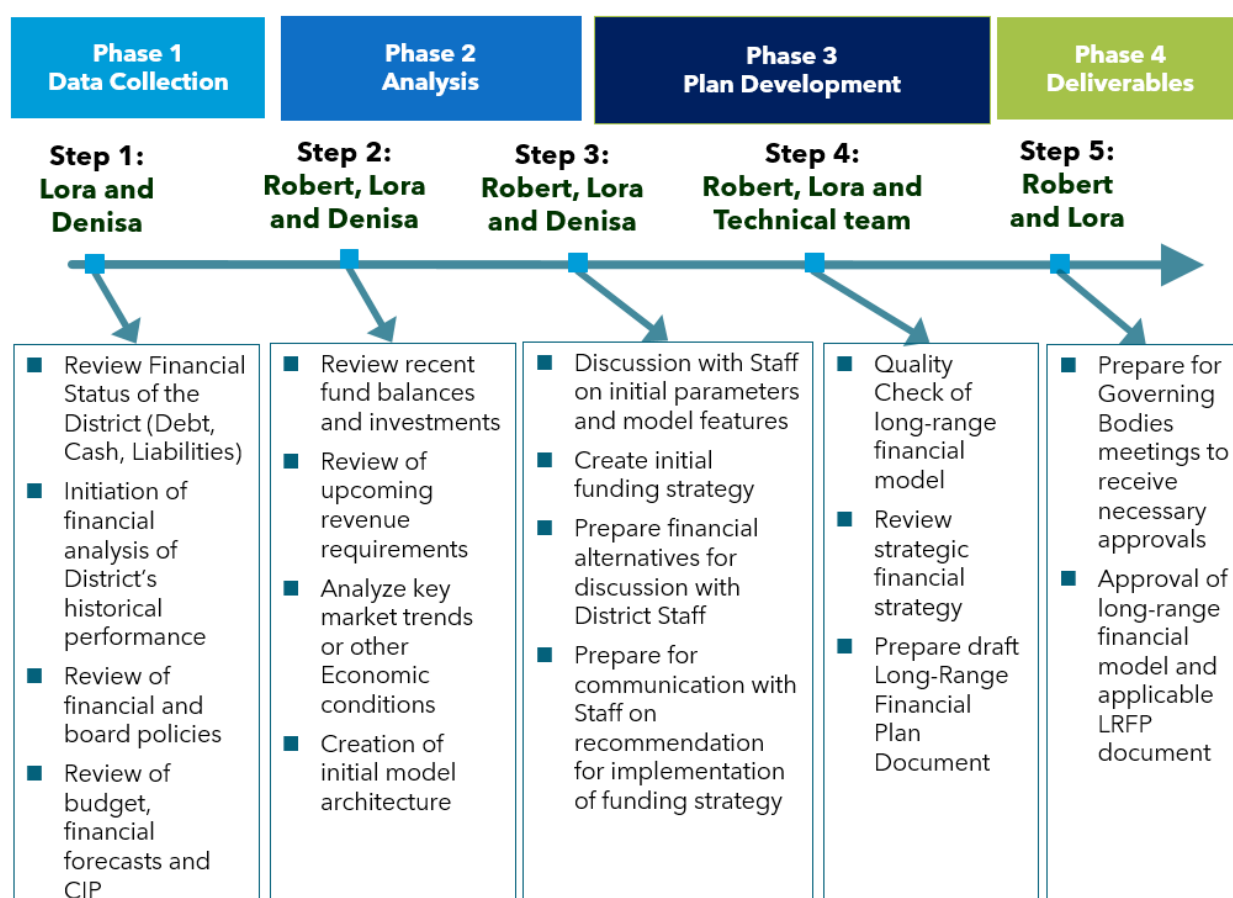 Phase 1
Data Collection
Phase 2
Analysis
Phase 3
Plan Development
Phase 4
Deliverables
Step 1:
Lora and
Denisa
Step 2:
Robert, Lora
and Denisa
Step 3:
Robert, Lora
and Denisa
Step 4:
Robert, Lora and
Technical team
Step 5:
Robert
and Lora
Review Financial
Status of the
District (Debt,
Cash, Liabilities)
Initiation of
financial
analysis of
District's
historical
performance
Review of
financial and
board policies
Review of
budget,
financial
forecasts and
CIP
Review recent
fund balances
and investments
Review of
upcoming
revenue
requirements
Analyze key
market trends
or other
Economic
conditions
Creation of
initial model
architecture
Discussion with Staff
on initial parameters
and model features
Create initial
funding strategy
Prepare financial
alternatives for
discussion with
District Staff
Prepare for
communication with
Staff on
recommendation
for implementation
of funding strategy
Quality
Check of
long-range
financial
model
Review
strategic
financial
strategy
Prepare draft
Long-Range
Financial
Plan
Document
Prepare for
Governing
Bodies
meetings to
receive
necessary
approvals
Approval of
long-range
financial
model and
applicable
LRFP
document